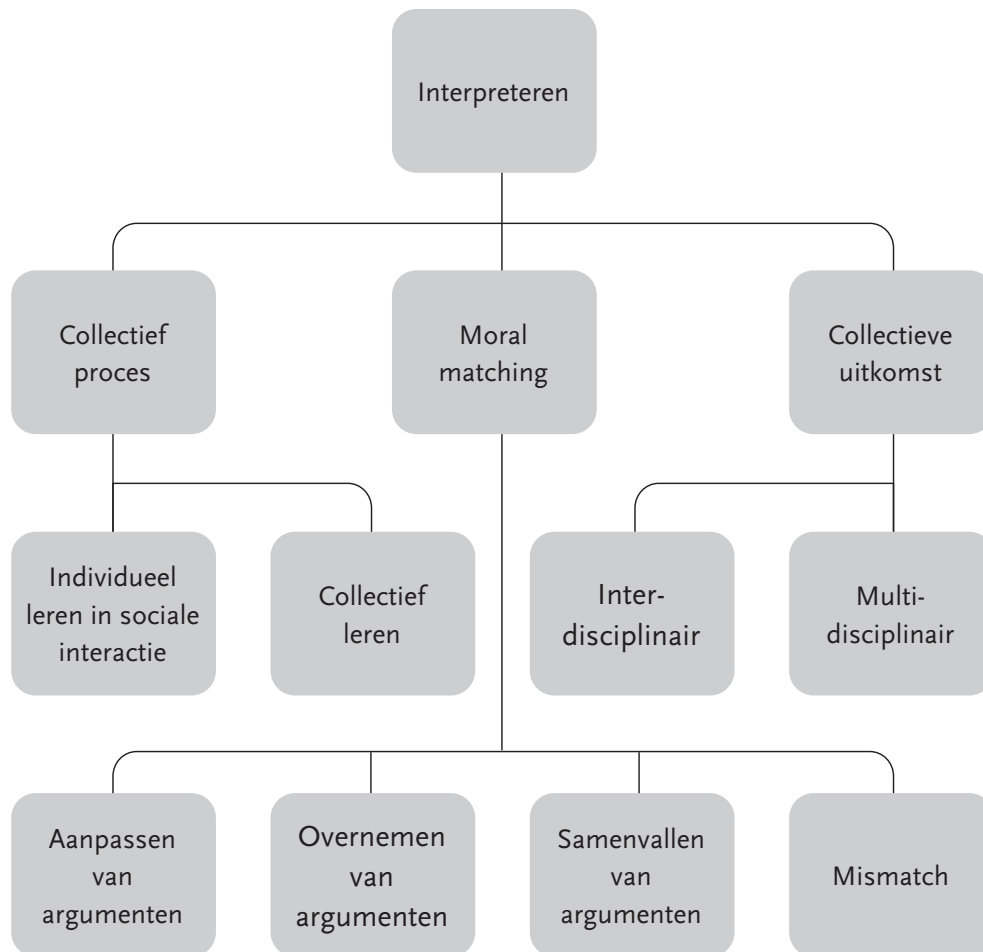 Interpreteren
Collectief
proces
Moral
matching
Collectieve
uitkomst
Individueel
leren in sociale
interactie
Collectief
leren
Inter-
disciplinair
Multi-
disciplinair
Aanpassen
van
argumenten
Overnemen
van
argumenten
Samenvallen
van
argumenten
Mismatch